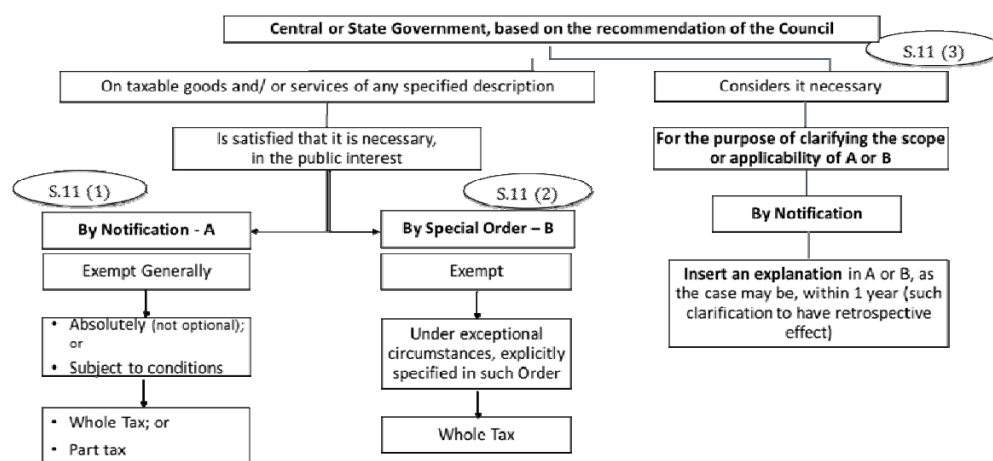 Central or State Government, based on the recommendation of the Council
S.11 (3)
On taxable goods and/ or services of any specified description
Considers it necessary
Is satisfied that it is necessary,
in the public interest
For the purpose of clarifying the scope
or applicability of A or B
S.11 (1)
S.11 (2)
By Notification - A
By Special Order – B
By Notification
Exempt Generally
Exempt
Insert an explanation in A or B, as
the case may be, within 1 year (such
clarification to have retrospective
effect)
• Absolutely (not optional);
or
• Subject to conditions
Under exceptional
circumstances, explicitly
specified in such Order
• Whole Tax; or
• Part tax
Whole Tax